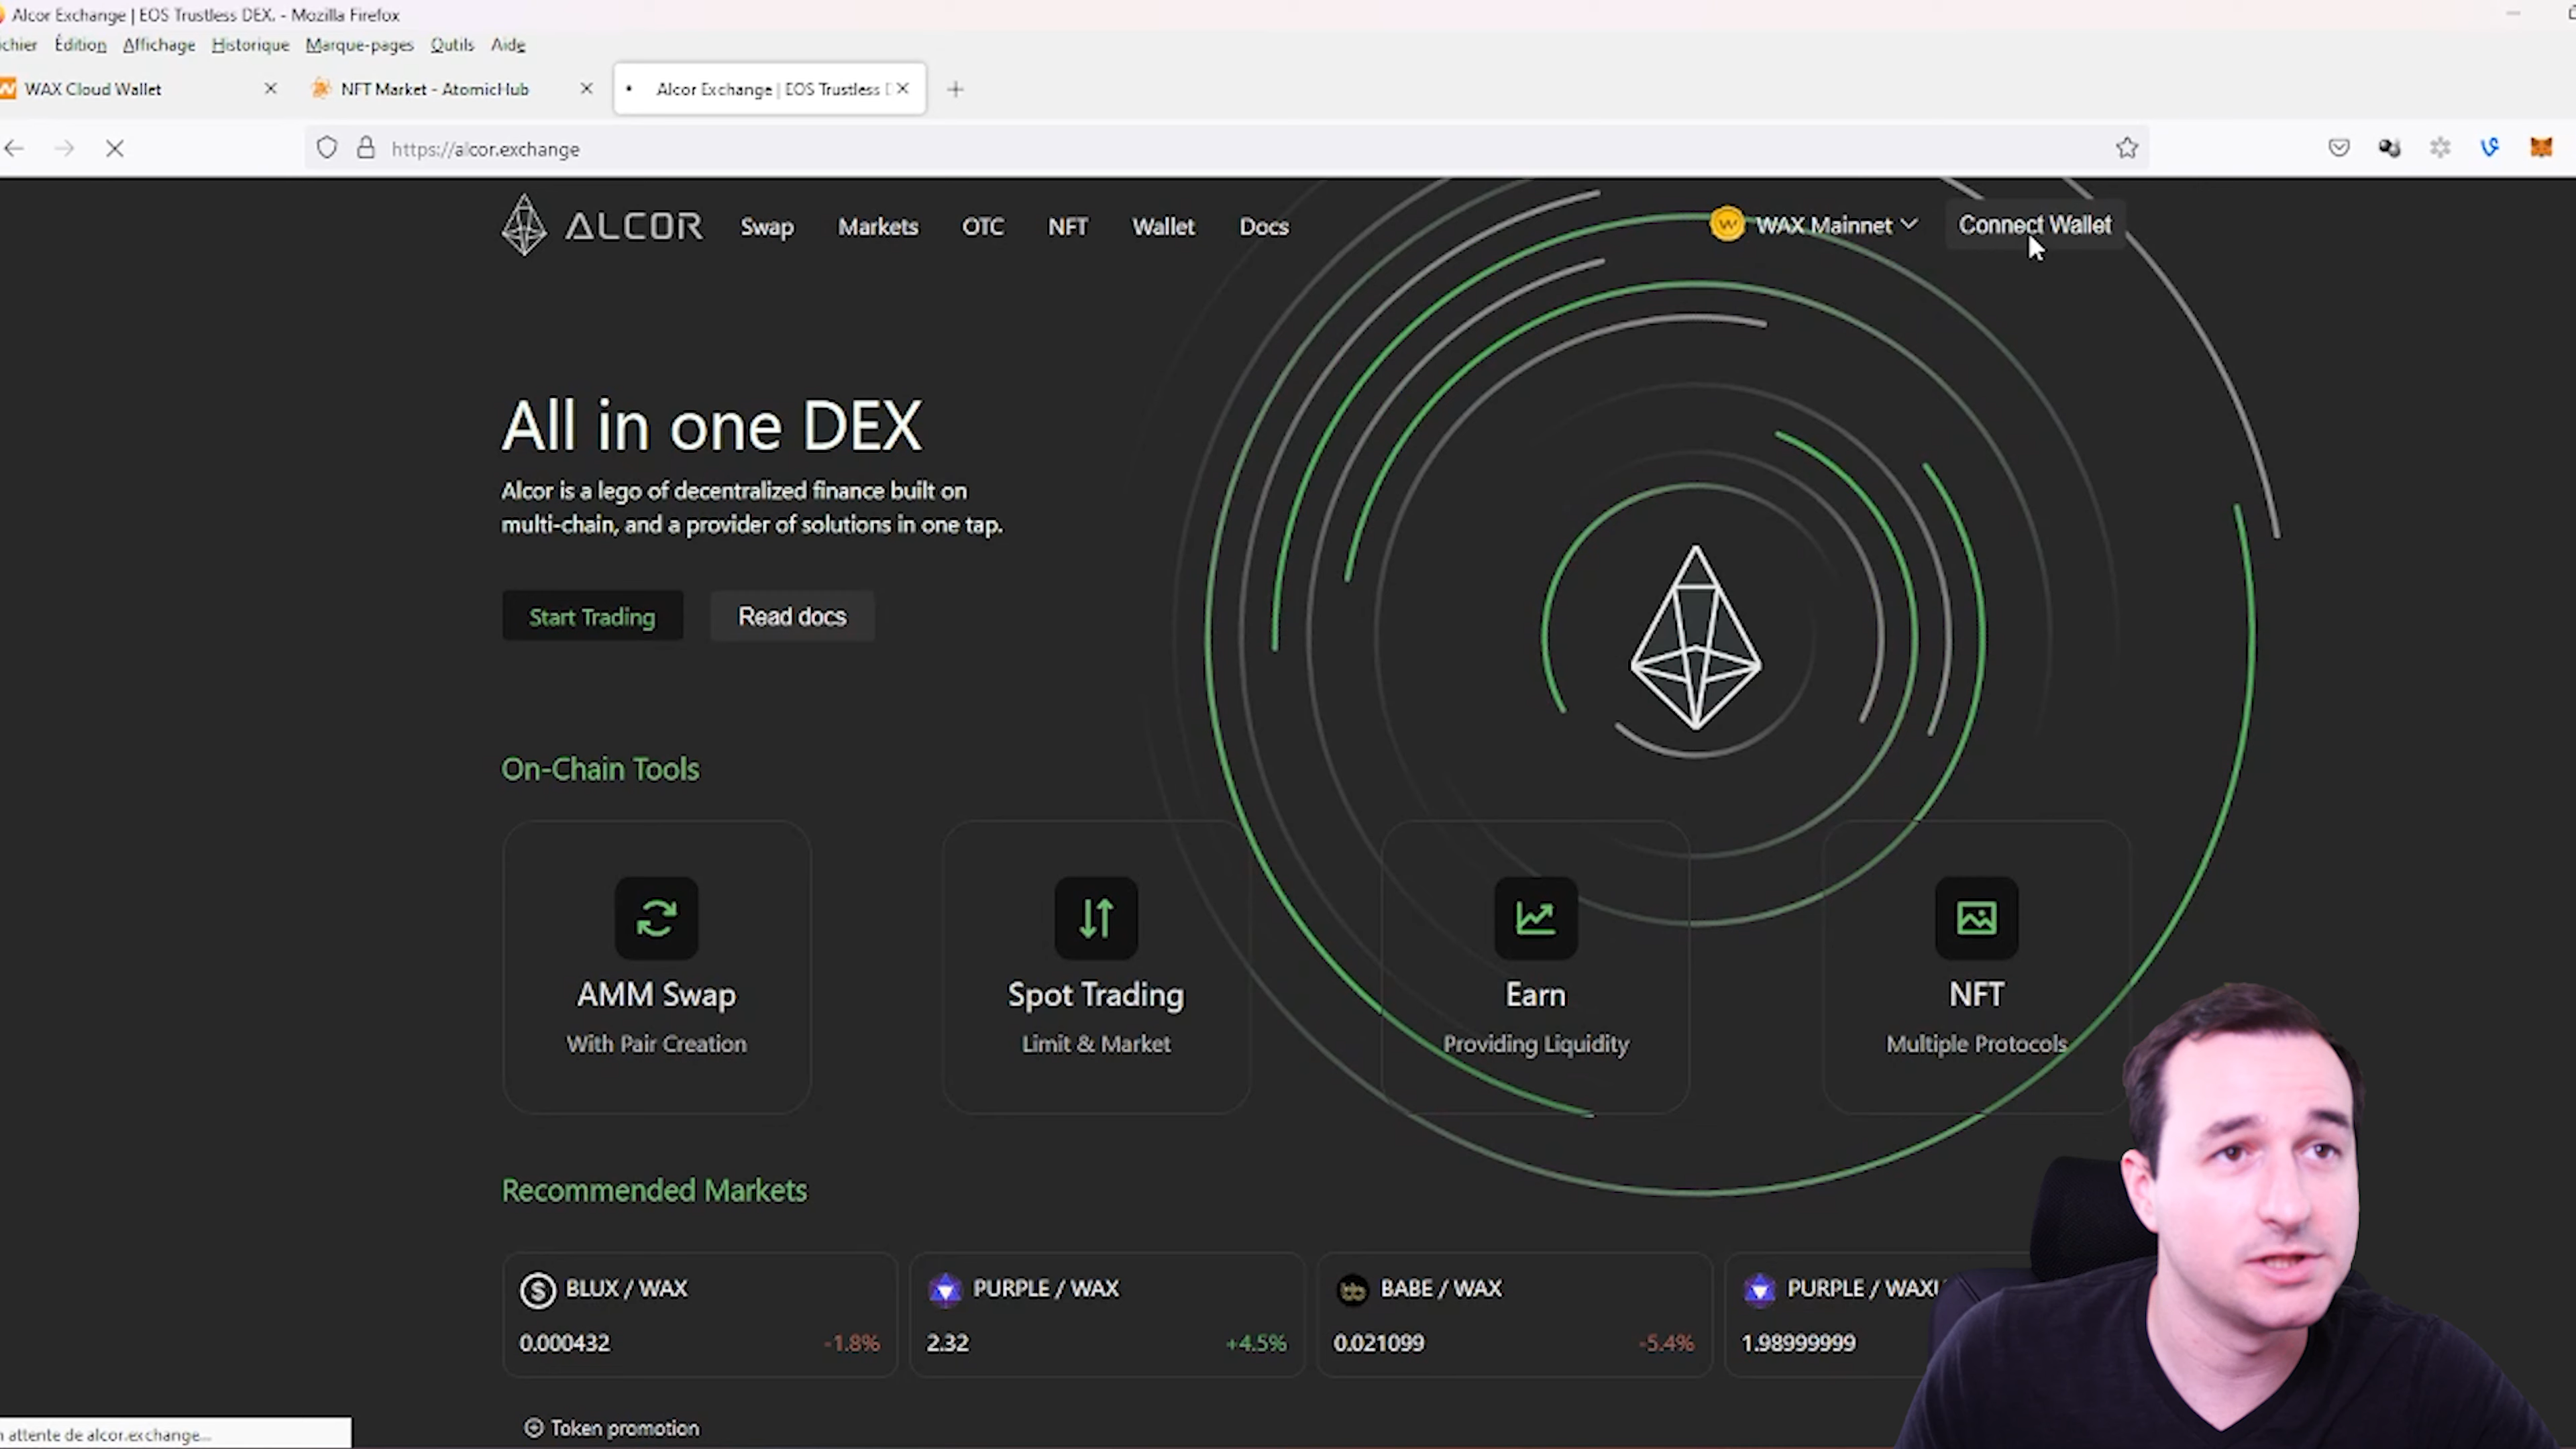 Alcor Exchange | EOS Trustless DEX. - Mozilla Firefox
chier Édition Affichage Historique Marque-pages Outils Aide
WAX Cloud Wallet
NFT Market - AtomicHub
Alcor Exchange | EOS Trustless D
https://alcor.exchange
ALCOR
Swap
Markets
OTC
NFT
Wallet
Docs
WAX Mainnet
Connect Wallet
All in one DEX
Alcor is a lego of decentralized finance built on
multi-chain, and a provider of solutions in one tap.
Start Trading
Read docs
On-Chain Tools
AMM Swap
With Pair Creation
Spot Trading
Limit & Market
Earn
Providing Liquidity
NFT
Multiple Protocols
Recommended Markets
BLUX / WAX
0.000432 -1.8%
PURPLE / WAX
2.32 +4.5%
BABE / WAX
0.021099 -5.4%
PURPLE / WAXU
1.98999999
Token promotion
n attente de alcor.exchange...